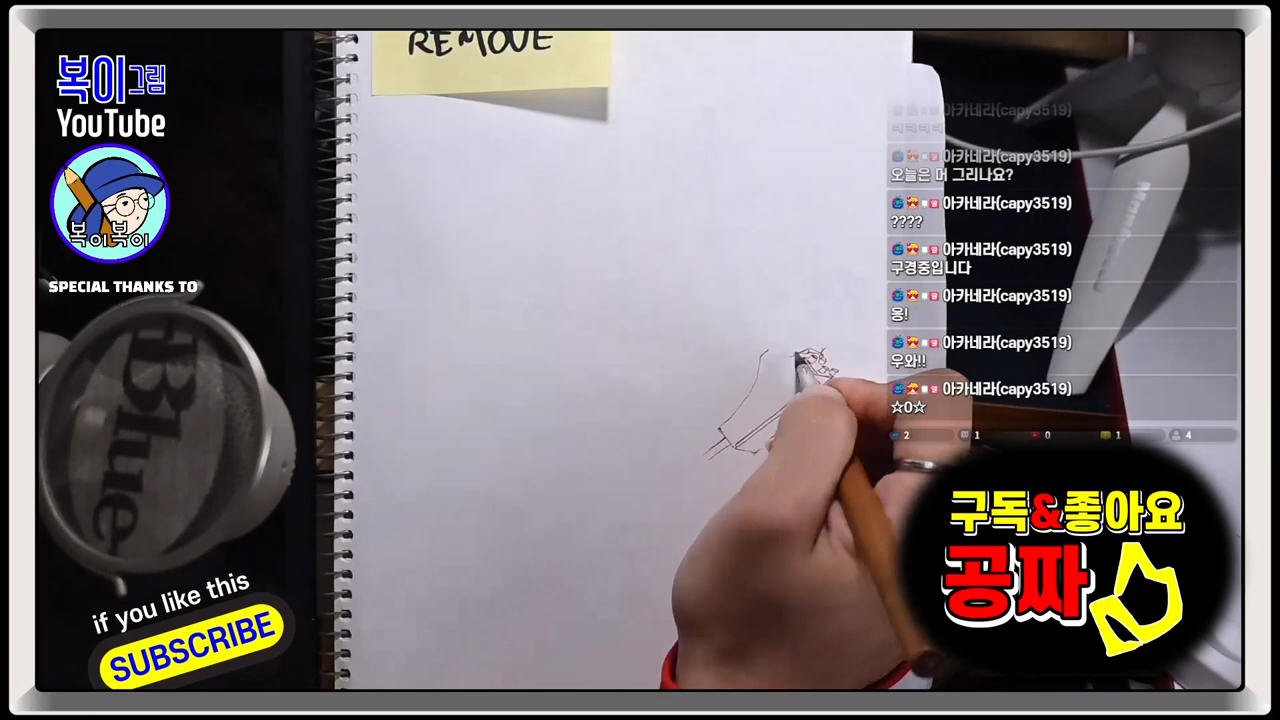 복이그림
YouTube
복이복이
SPECIAL THANKS TO
Blue
if you like this
SUBSCRIBE
REMOVE
아카네라(capy3519)
ㅋㅋㅋㅋ
아카네라(capy3519)
오늘은 머 그리나요?
아카네라(capy3519)
????
아카네라(capy3519)
구경중입니다
아카네라(capy3519)
옹!
아카네라(capy3519)
우와!!
아카네라(capy3519)
☆0☆
2 1 0 1 4
구독&좋아요
공짜